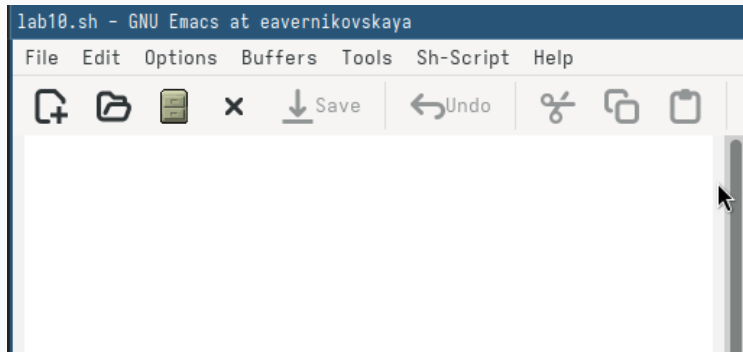 lab10.sh – GNU Emacs at eavernikovskaya
File Edit Options Buffers Tools Sh-Script Help
Save Undo